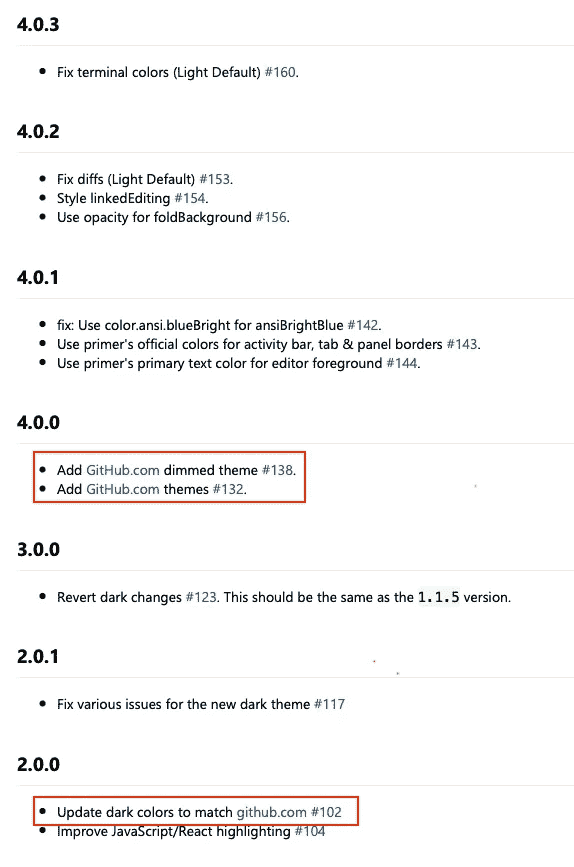 4.0.3
Fix terminal colors (Light Default) #160.
4.0.2
Fix diffs (Light Default) #153.
Style linkedEditing #154.
Use opacity for foldBackground #156.
4.0.1
fix: Use color.ansi.blueBright for ansiBrightBlue #142.
Use primer's official colors for activity bar, tab & panel borders #143.
Use primer's primary text color for editor foreground #144.
4.0.0
Add GitHub.com dimmed theme #138.
Add GitHub.com themes #132.
3.0.0
Revert dark changes #123. This should be the same as the 1.1.5 version.
2.0.1
Fix various issues for the new dark theme #117
2.0.0
Update dark colors to match github.com #102
Improve JavaScript/React highlighting #104